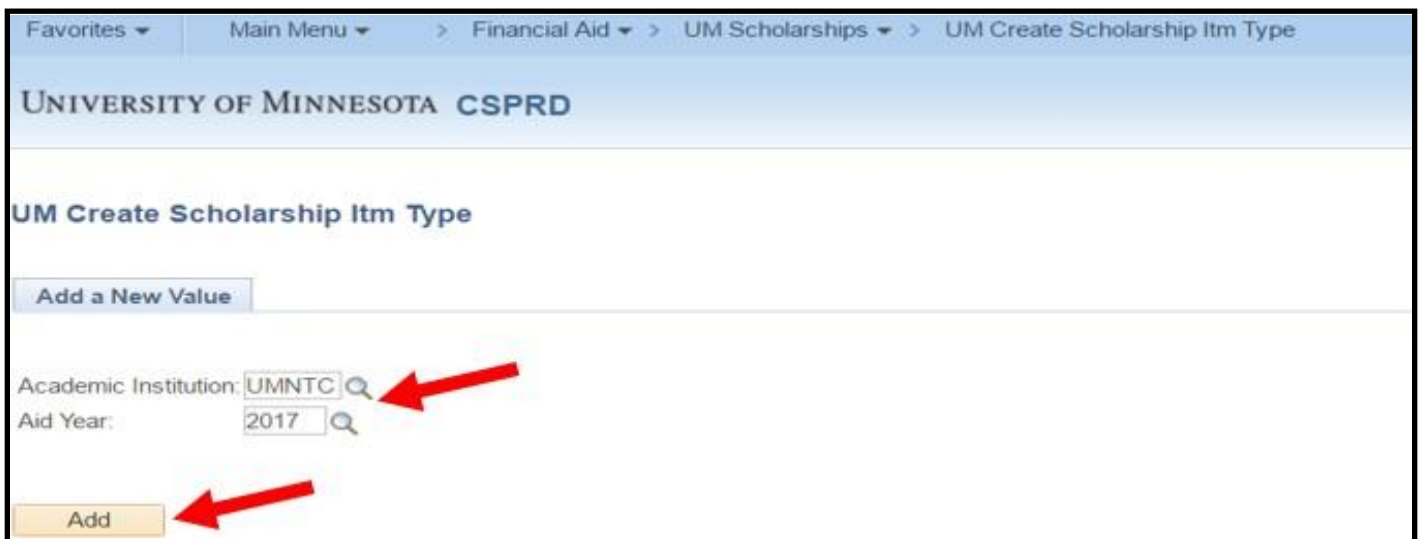 Favorites Main Menu > Financial Aid > UM Scholarships > UM Create Scholarship Itm Type
UNIVERSITY OF MINNESOTA CSPRD
UM Create Scholarship Itm Type
Add a New Value
Academic Institution: UMNTC
Aid Year: 2017
Add